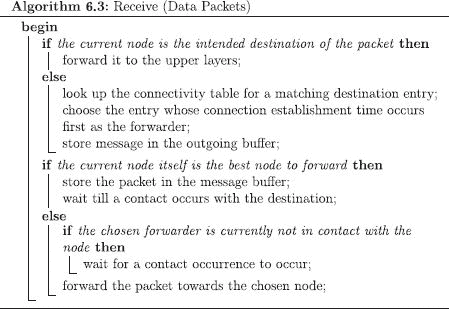 Algorithm 6.3: Receive (Data Packets)
begin
if the current node is the intended destination of the packet then
forward it to the upper layers;
else
look up the connectivity table for a matching destination entry;
choose the entry whose connection establishment time occurs
first as the forwarder;
store message in the outgoing buffer;
if the current node itself is the best node to forward then
store the packet in the message buffer;
wait till a contact occurs with the destination;
else
if the chosen forwarder is currently not in contact with the
node then
wait for a contact occurrence to occur;
forward the packet towards the chosen node;